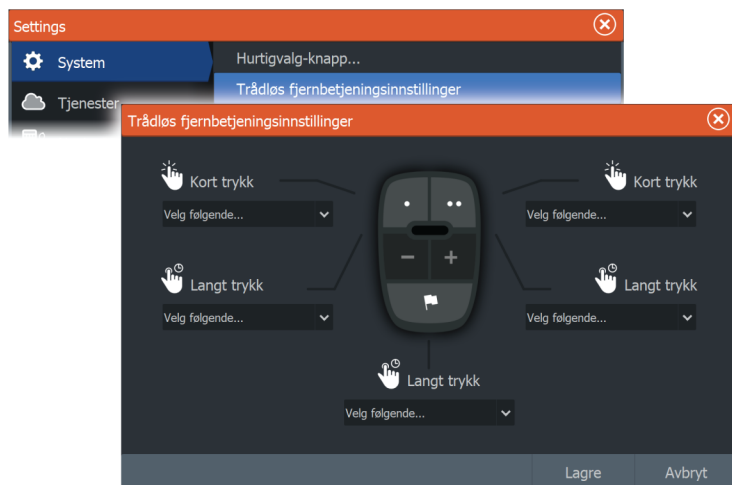 Settings
System
Hurtigvalg-knapp...
Trådløs fjernbetjeningsinnstillinger
Tjenester
Trådløs fjernbetjeningsinnstillinger
Kort trykk
Kort trykk
Velg følgende...
Velg følgende...
Langt trykk
Langt trykk
Velg følgende...
Velg følgende...
Langt trykk
Velg følgende...
Lagre
Avbryt